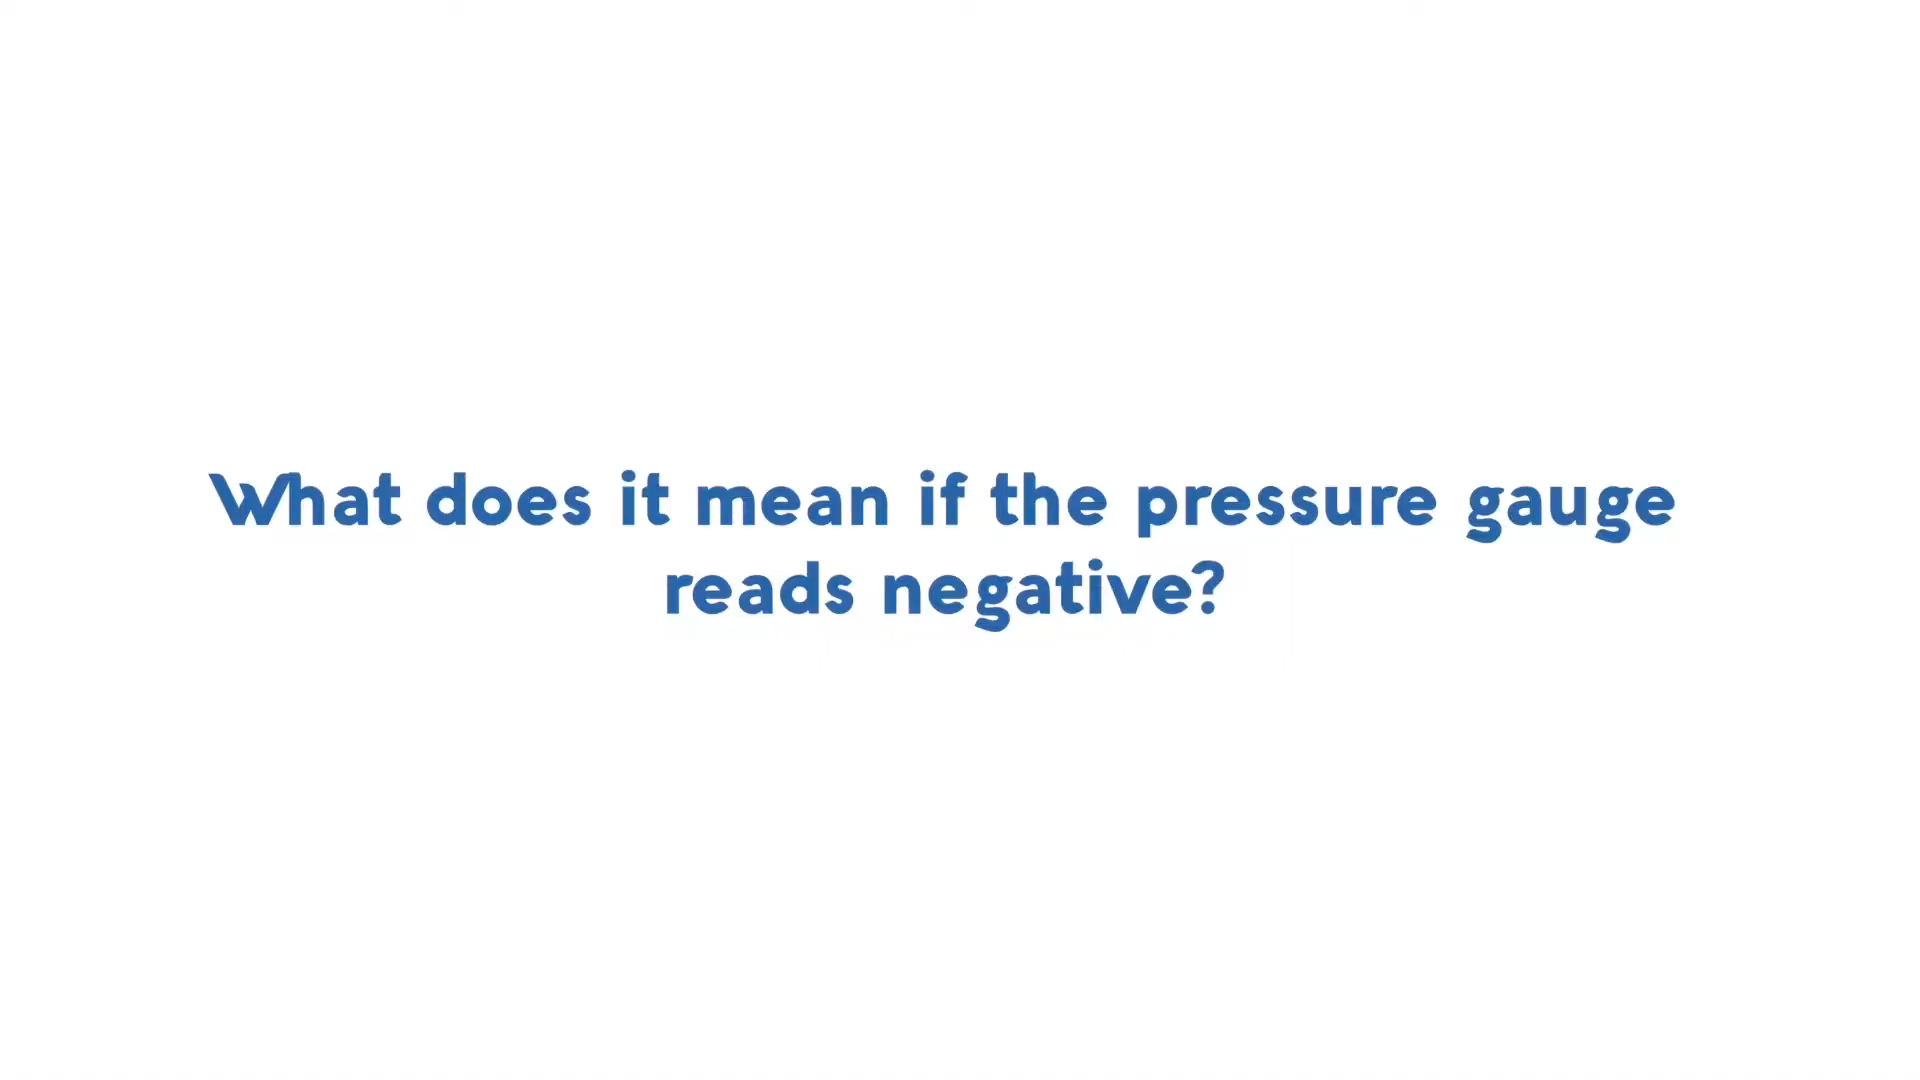 What does it mean if the pressure gauge
reads negative?